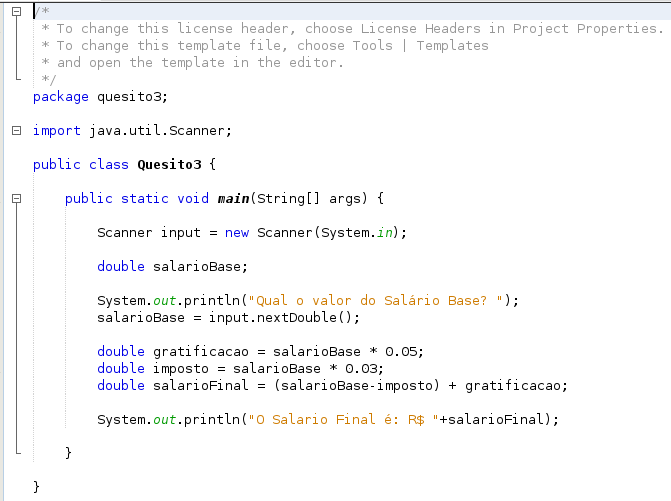 /*
 * To change this license header, choose License Headers in Project Properties.
 * To change this template file, choose Tools | Templates
 * and open the template in the editor.
 */
package quesito3;
import java.util.Scanner;
public class Quesito3 {
public static void main(String[] args) {
Scanner input = new Scanner(System.in);
double salarioBase;
System.out.println("Qual o valor do Salário Base? ");
salarioBase = input.nextDouble();
double gratificacao = salarioBase * 0.05;
double imposto = salarioBase * 0.03;
double salarioFinal = (salarioBase-imposto) + gratificacao;
System.out.println("O Salario Final é: R$ "+salarioFinal);
}
}